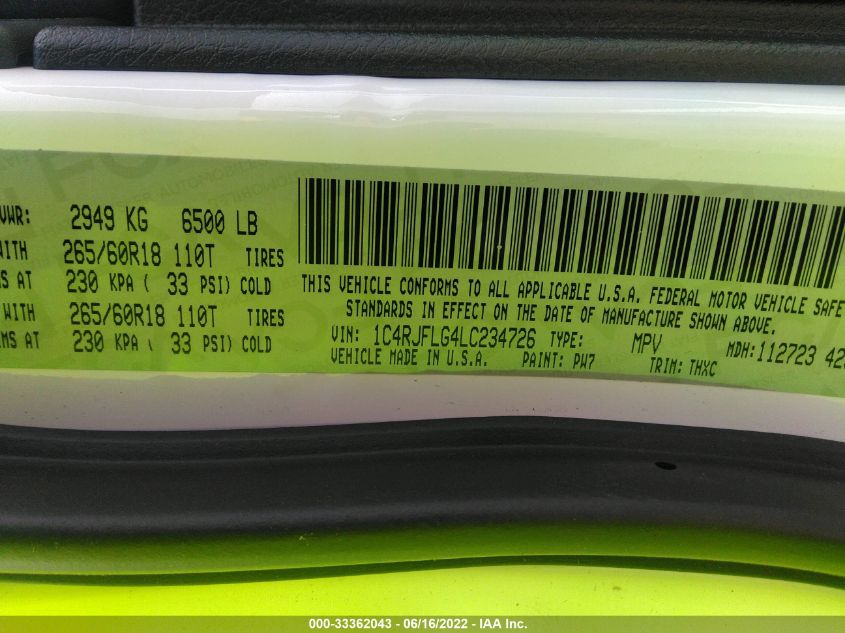 VWR: 2949 KG 6500 LB
WITH 265/60R18 110T TIRES
MS AT 230 KPA ( 33 PSI) COLD
WITH 265/60R18 110T TIRES
IMS AT 230 KPA ( 33 PSI) COLD
THIS VEHICLE CONFORMS TO ALL APPLICABLE U.S.A. FEDERAL MOTOR VEHICLE SAFE
STANDARDS IN EFFECT ON THE DATE OF MANUFACTURE SHOWN ABOVE.
VIN: 1C4RJFLG4LC234726 TYPE: MPV MDH:112723 42
VEHICLE MADE IN U.S.A. PAINT: PW7 TRIM: THXC
000-33362043 - 06/16/2022 - IAA Inc.